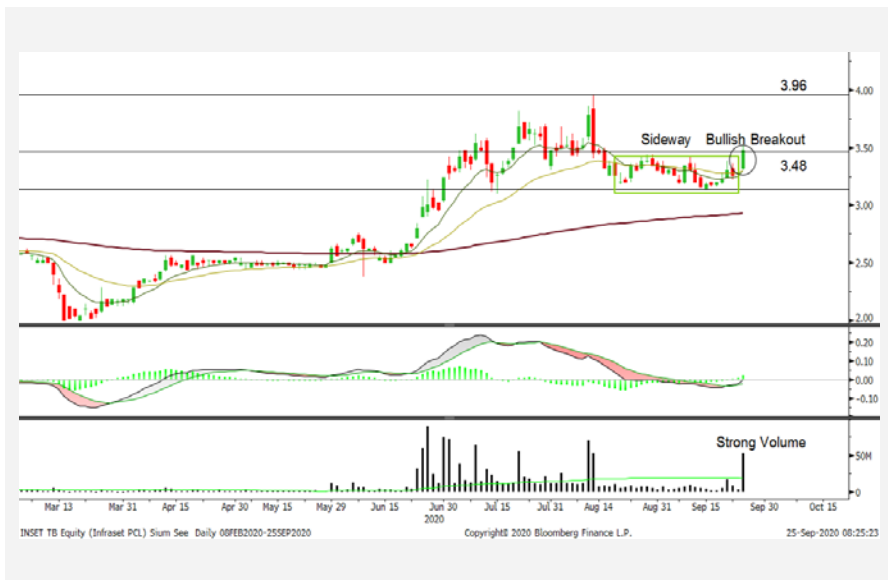 3.96
4.00
Sideway Bullish Breakout
3.50
3.48
3.00
2.50
2.00
0.20
0.10
0.00
-0.10
Strong Volume
50M
0
Mar 13 Mar 31 Apr 15 Apr 30 May 15 May 29 Jun 15 Jun 30 Jul 15 Jul 31 Aug 14 Aug 31 Sep 15 Sep 30 Oct 15
2020
INSET TB Equity (Infraset PCL) Sium See Daily 08FEB2020-25SEP2020 Copyright© 2020 Bloomberg Finance L.P. 25-Sep-2020 08:25:23